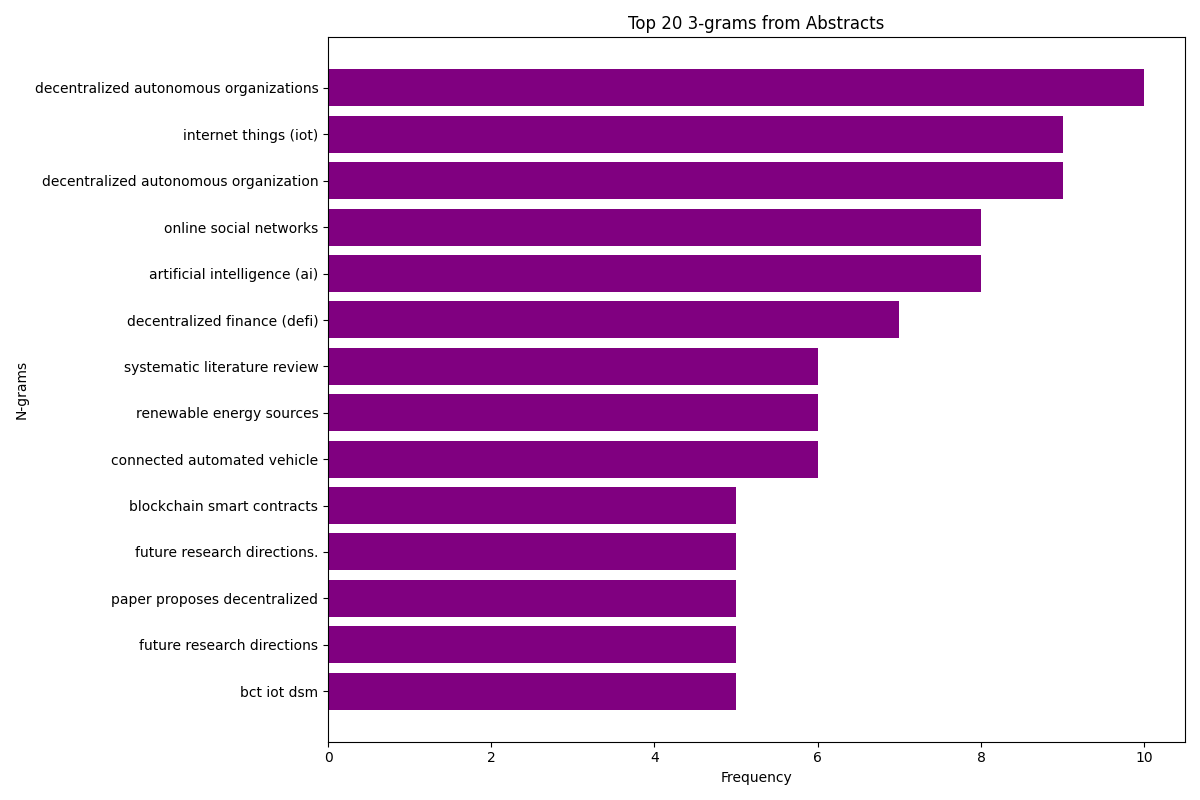 Top 20 3-grams from Abstracts
N-grams
decentralized autonomous organizations
internet things (iot)
decentralized autonomous organization
online social networks
artificial intelligence (ai)
decentralized finance (defi)
systematic literature review
renewable energy sources
connected automated vehicle
blockchain smart contracts
future research directions.
paper proposes decentralized
future research directions
bct iot dsm
0 2 4 6 8 10
Frequency